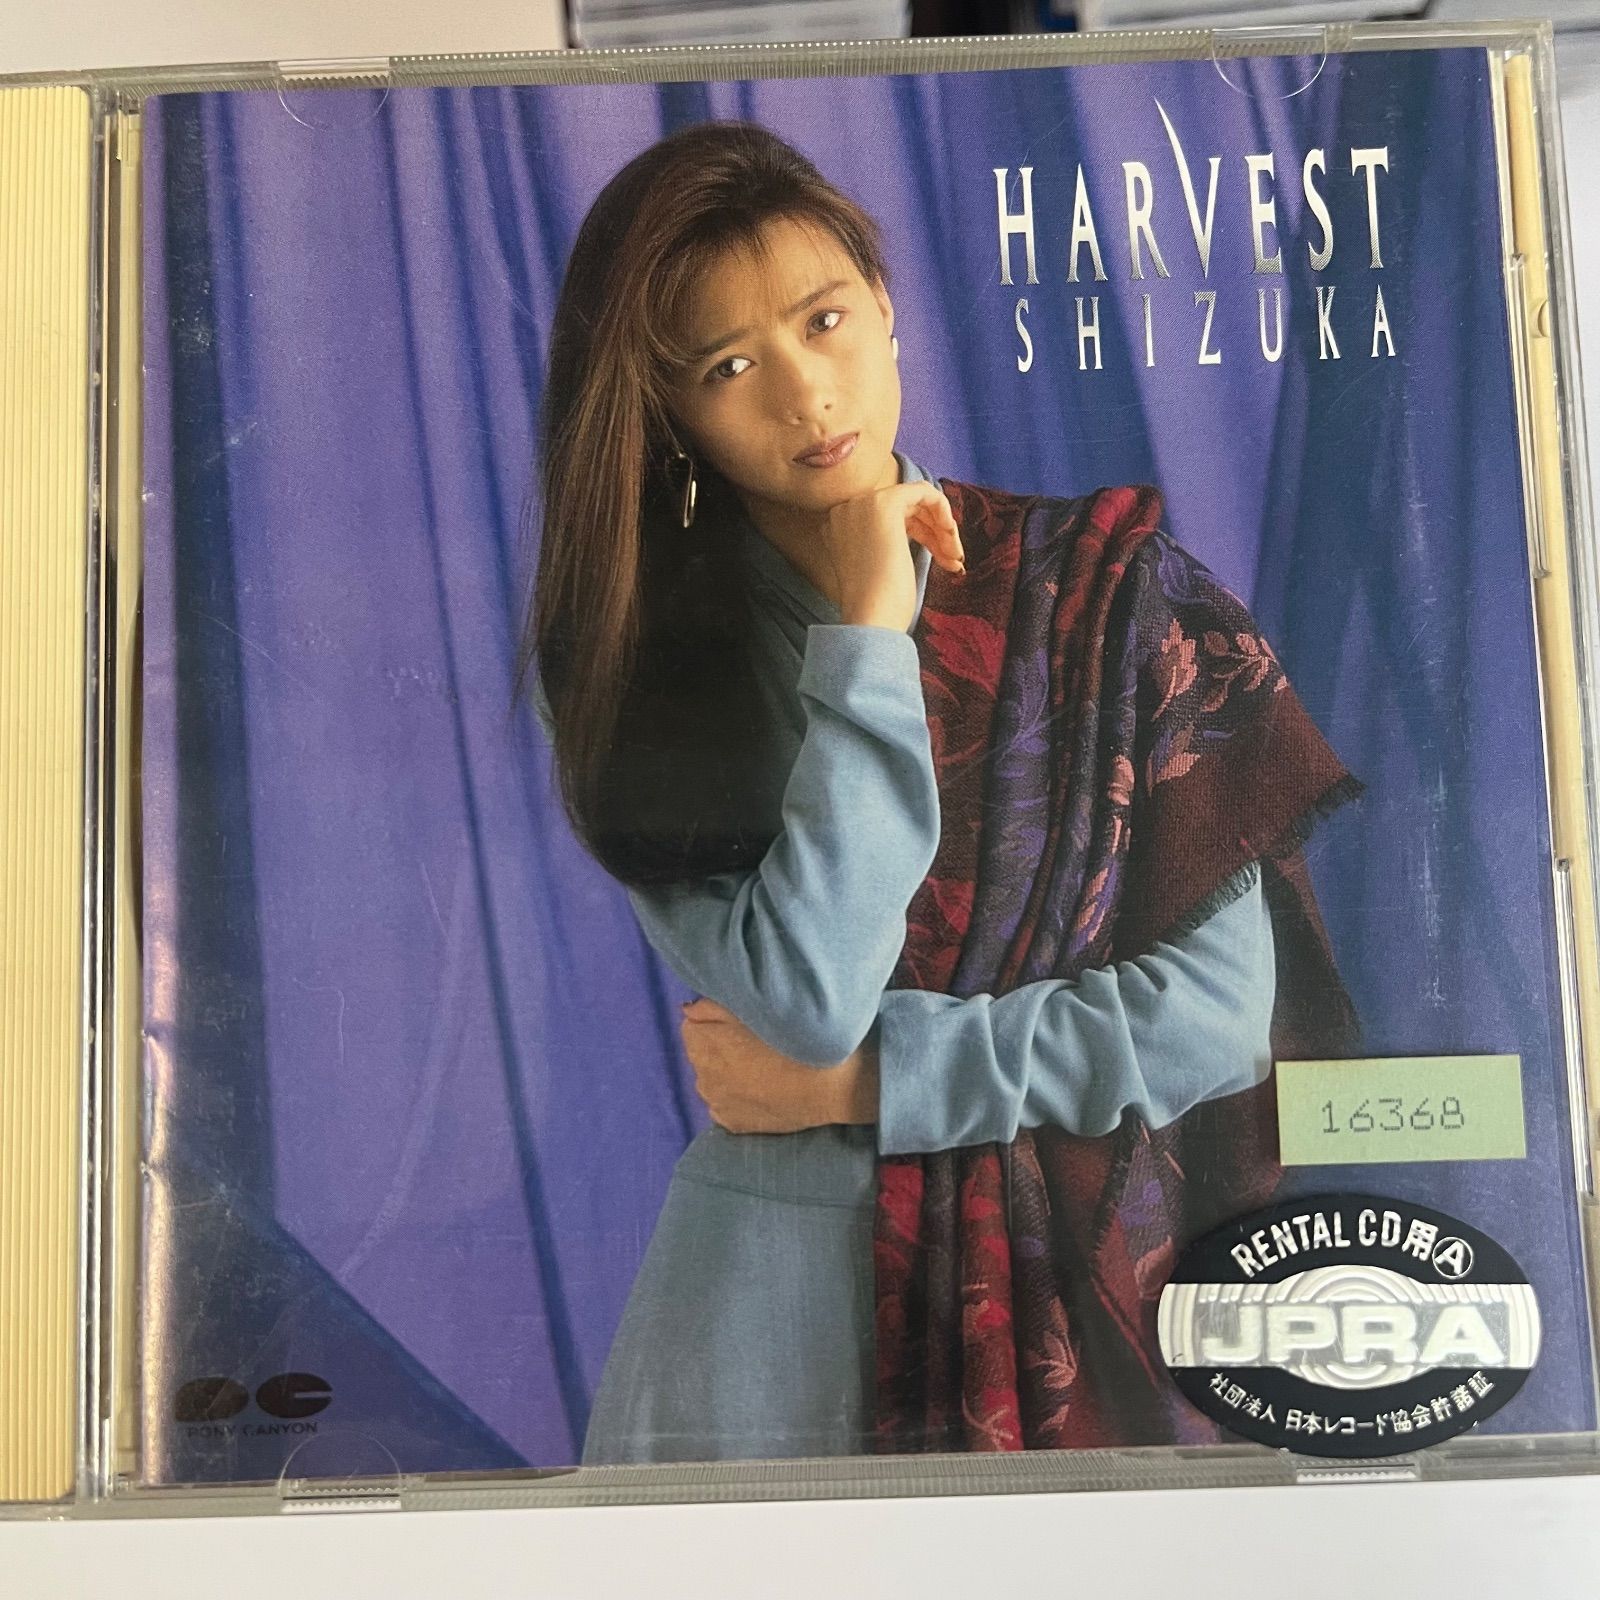 HARVEST
SHIZUKA
16368
RENTAL CD用Ⓐ
JPRA
社団法人 日本レコード協会許諾証
PONY CANYON